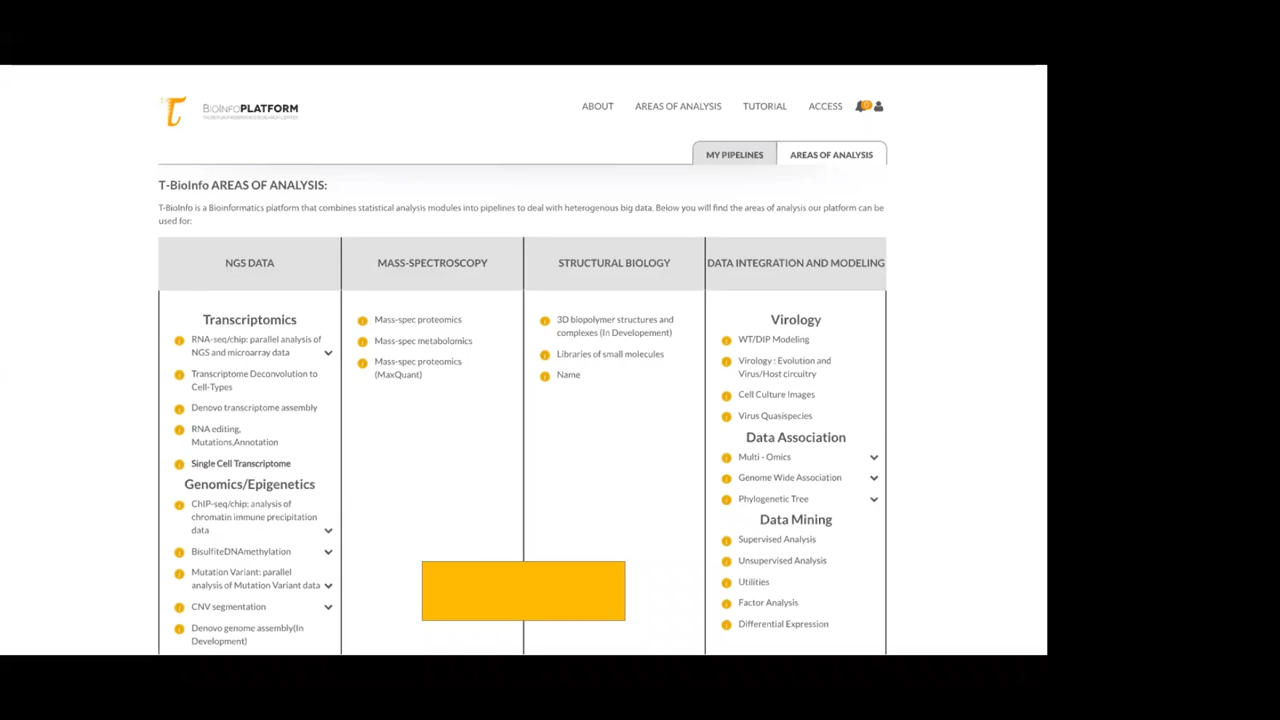 BIOINFOPLATFORM
ABOUT
AREAS OF ANALYSIS
TUTORIAL
ACCESS
MY PIPELINES
AREAS OF ANALYSIS
T-BioInfo AREAS OF ANALYSIS:
T-BioInfo is a Bioinformatics platform that combines statistical analysis modules into pipelines to deal with heterogenous big data. Below you will find the areas of analysis our platform can be
used for:
NGS DATA
Transcriptomics
RNA-seq/chip: parallel analysis of
NGS and microarray data
Transcriptome Deconvolution to
Cell-Types
Denovo transcriptome assembly
RNA editing,
Mutations,Annotation
Single Cell Transcriptome
Genomics/Epigenetics
ChIP-seq/chip: analysis of
chromatin immune precipitation
data
BisulfiteDNAmethylation
Mutation Variant: parallel
analysis of Mutation Variant data
CNV segmentation
Denovo genome assembly(In
Development)
MASS-SPECTROSCOPY
Mass-spec proteomics
Mass-spec metabolomics
Mass-spec proteomics
(MaxQuant)
STRUCTURAL BIOLOGY
3D biopolymer structures and
complexes (In Developement)
Libraries of small molecules
Name
DATA INTEGRATION AND MODELING
Virology
WT/DIP Modeling
Virology : Evolution and
Virus/Host circuitry
Cell Culture Images
Virus Quasispecies
Data Association
Multi - Omics
Genome Wide Association
Phylogenetic Tree
Data Mining
Supervised Analysis
Unsupervised Analysis
Utilities
Factor Analysis
Differential Expression